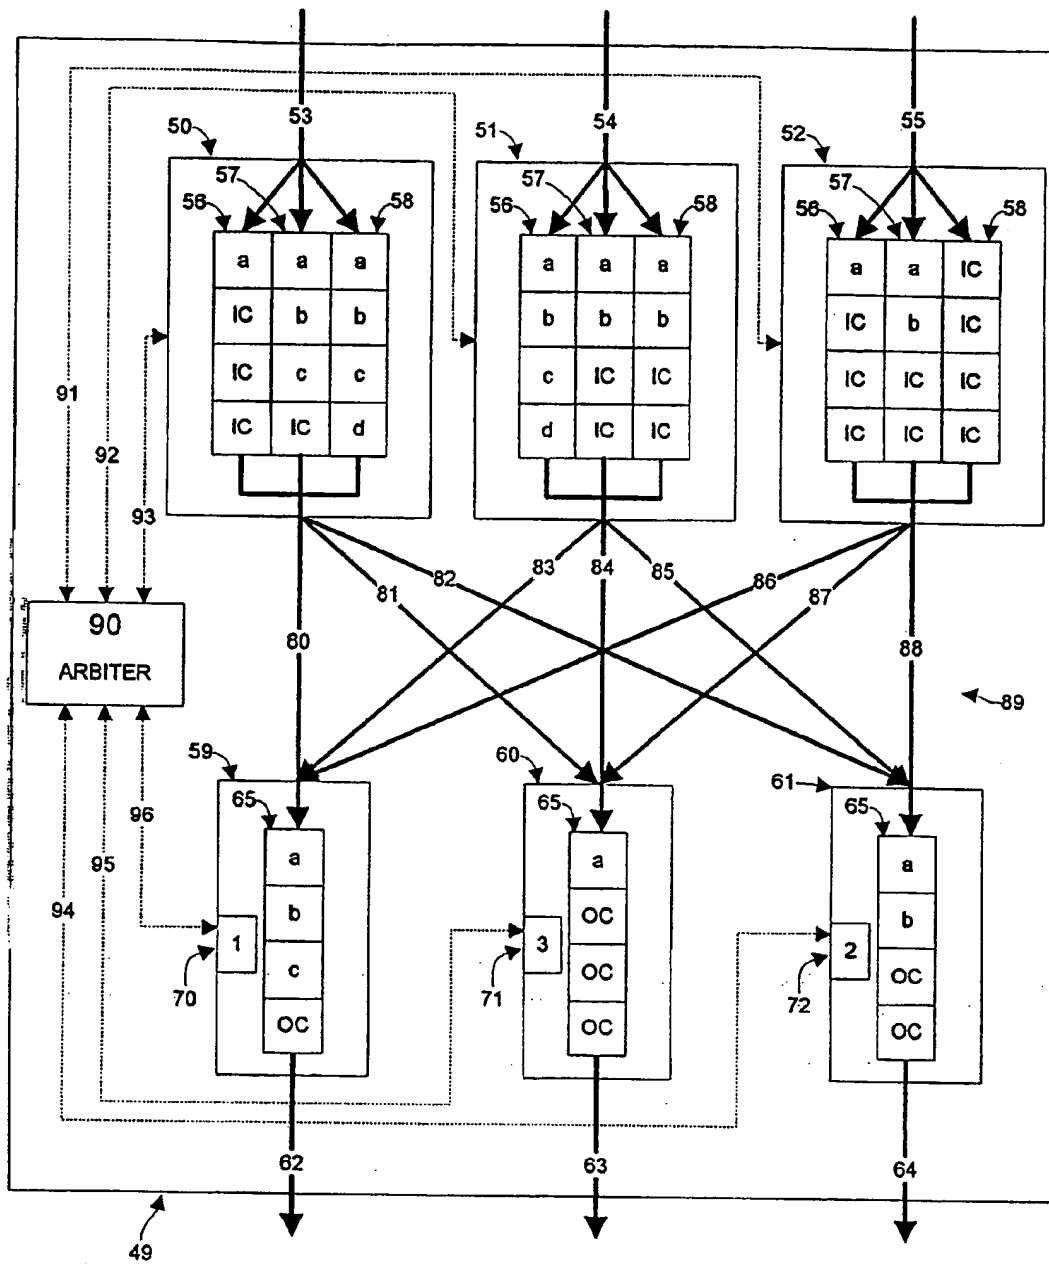 53 54 55
50 51 52
57 57 57
56 58 56 58 56 58
a a a a a a a a IC
IC b b b b b IC b IC
IC c c c IC IC IC IC IC
IC IC d d IC IC IC IC IC
91
92
93
82 83 84 85 86
81 87
90
ARBITER
80 88
89
59 60 61
65 65 65
96
95
94
a a a
b OC b
1 3 2
c OC OC
70 71 72
OC OC OC
62 63 64
49